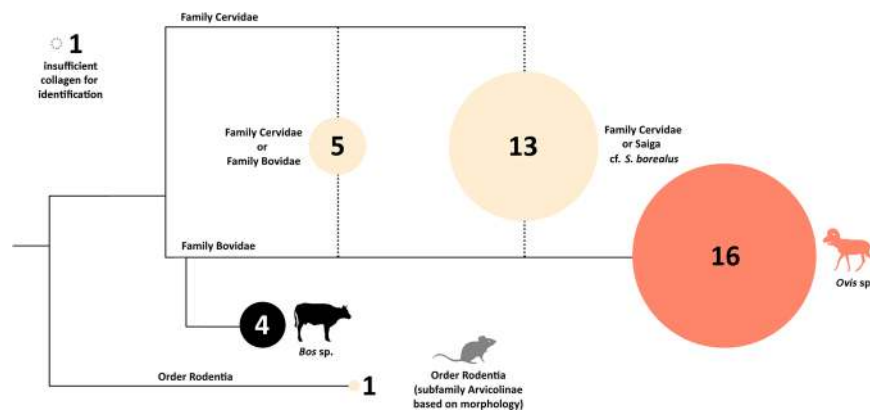 Family Cervidae
1
insufficient
collagen for
identification
Family Cervidae
or
Family Bovidae
5
13
Family Cervidae
or Saiga
cf. S. borealus
Family Bovidae
16
Ovis sp
4
Bos sp.
Order Rodentia
1
Order Rodentia
(subfamily Arvicolinae
based on morphology)